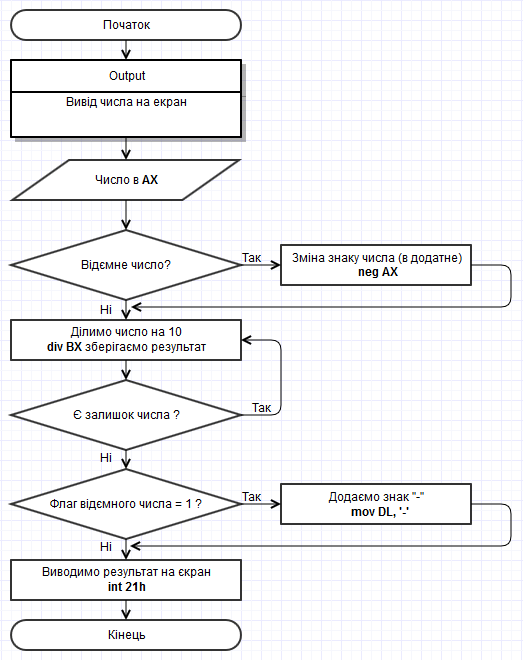 Початок
Output
Вивід числа на екран
Число в AX
Відємне число?
Так
Зміна знаку числа (в додатне)
neg AX
Ні
Ділимо число на 10
div BX зберігаємо результат
Є залишок числа ?
Так
Ні
Флаг відємного числа = 1 ?
Так
Додаємо знак "-"
mov DL, '-'
Ні
Виводимо результат на єкран
int 21h
Кінець